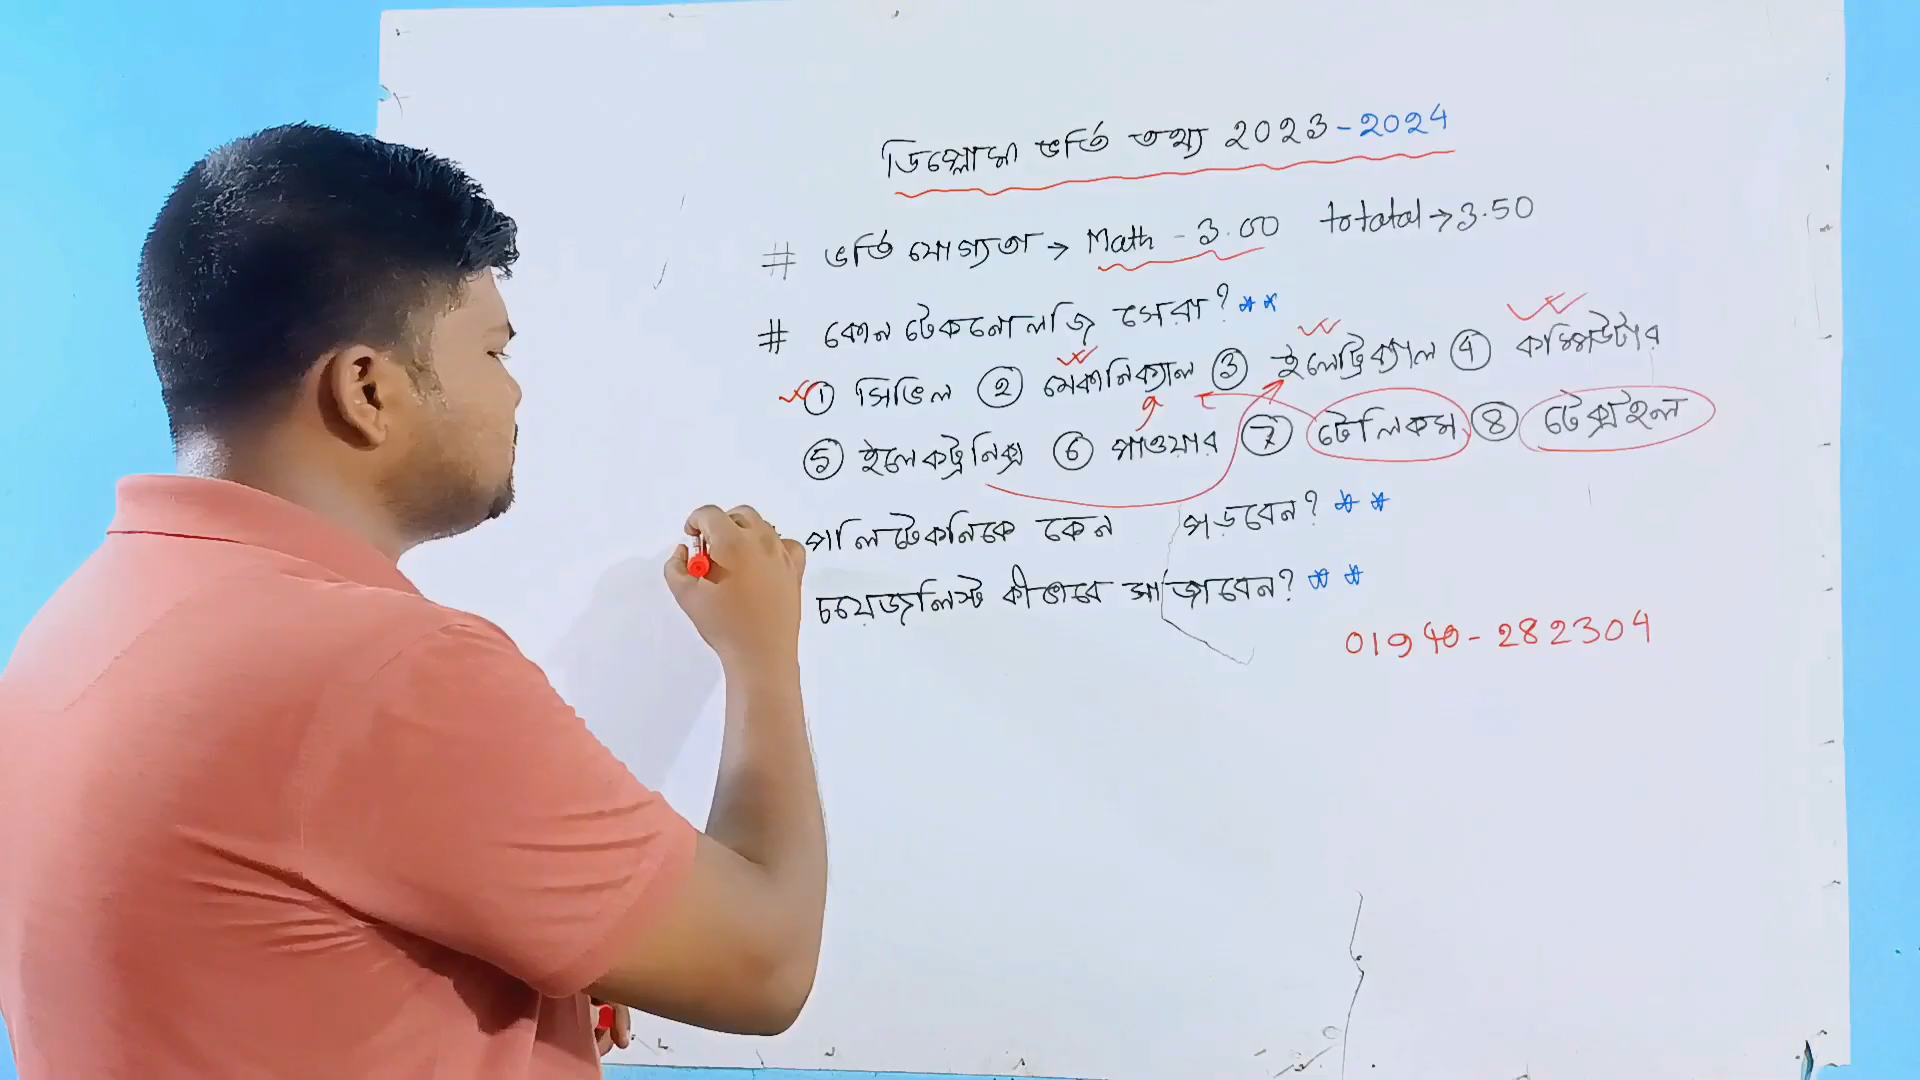 ডিপ্লোমা ভর্তি তথ্য 2023-2024
# ভর্তি যোগ্যতা → Math - 3.00 totatal → 3.50
# কোন টেকনোলজি সেরা? **
① সিভিল ② মেকানিক্যাল ③ ইলেট্রিক্যাল ④ কম্পিউটার
⑤ ইলেকট্রনিক্স ⑥ পাওয়ার ⑦ টেলিকম ⑧ টেক্সটাইল
পলিটেকনিকে কেন পড়বেন? **
চয়েজলিস্ট কীভাবে সাজাবেন? **
01940-282304